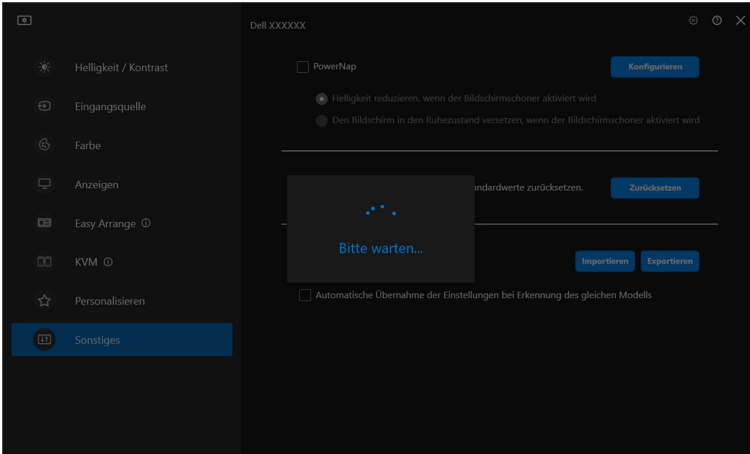 Dell XXXXXX
Helligkeit / Kontrast
Eingangsquelle
Farbe
Anzeigen
Easy Arrange
KVM
Personalisieren
Sonstiges
PowerNap
Konfigurieren
Helligkeit reduzieren, wenn der Bildschirmschoner aktiviert wird
Den Bildschirm in den Ruhezustand versetzen, wenn der Bildschirmschoner aktiviert wird
ndardwerte zurücksetzen.
Zurücksetzen
Bitte warten...
Importieren
Exportieren
Automatische Übernahme der Einstellungen bei Erkennung des gleichen Modells